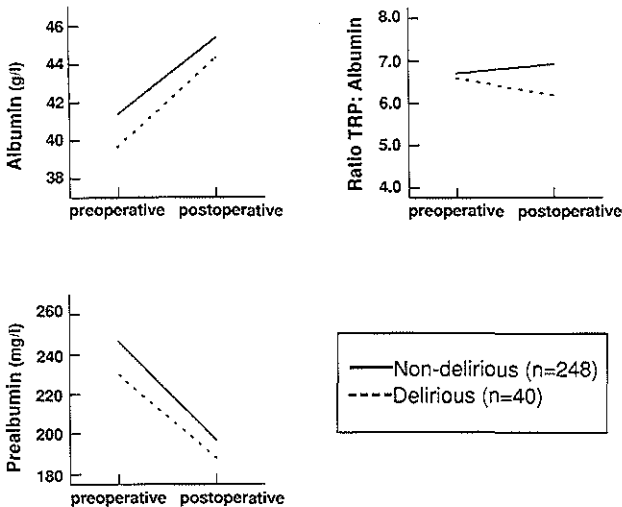 Albumin (g/l)
46
44
42
40
38
preoperative postoperative
Ratio TRP: Albumin
8.0
7.0
6.0
5.0
4.0
preoperative postoperative
Prealbumin (mg/l)
260
240
220
200
180
preoperative postoperative
Non-delirious (n=248)
Delirious (n=40)